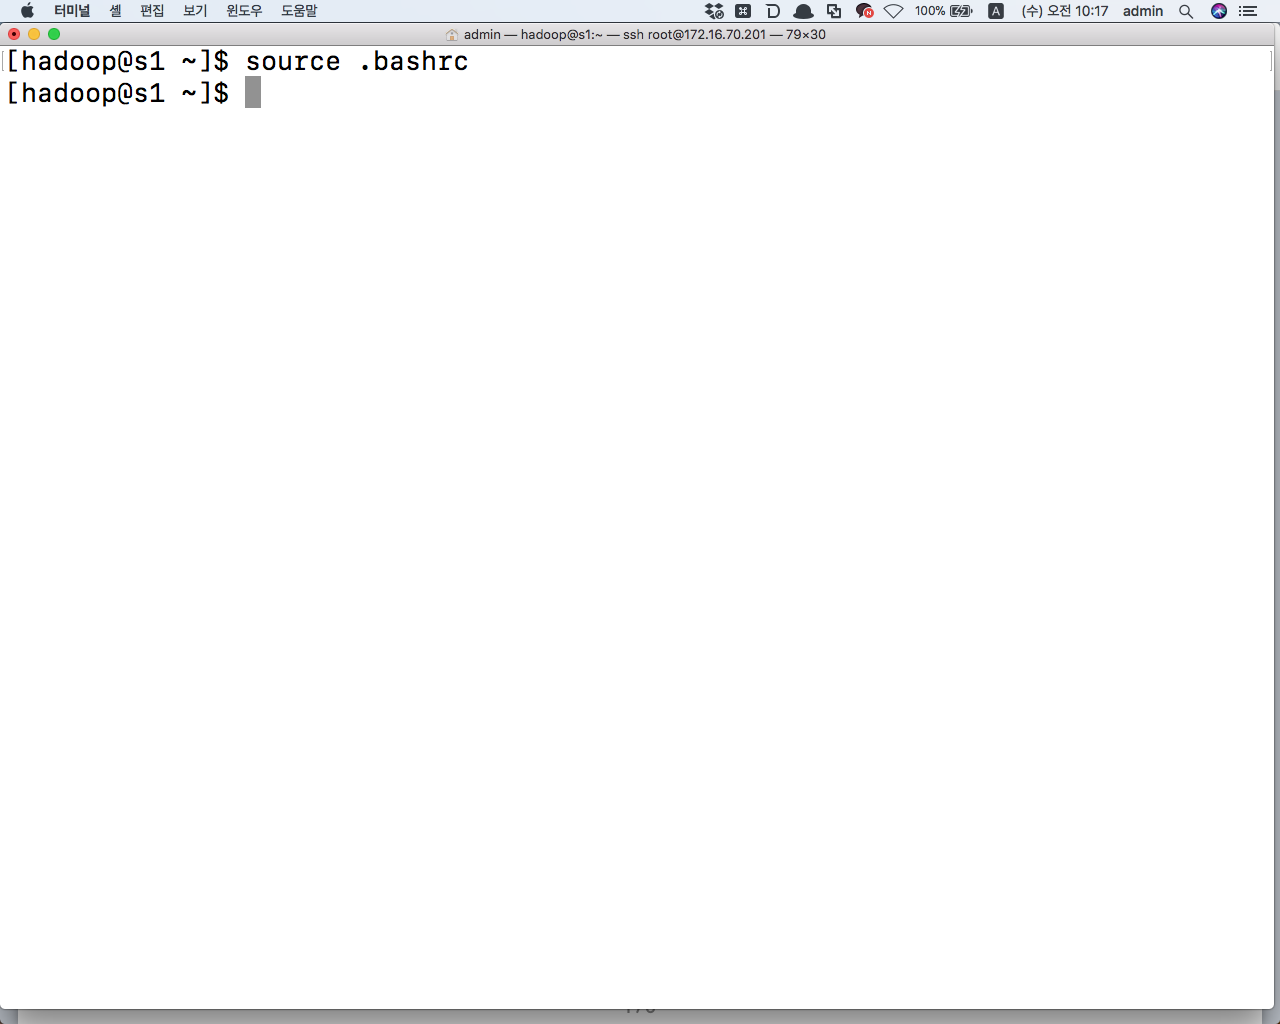 터미널 셸 편집 보기 윈도우 도움말 100% A (수) 오전 10:17 admin
admin — hadoop@s1:~ — ssh root@172.16.70.201 — 79×30
[hadoop@s1 ~]$ source .bashrc
[hadoop@s1 ~]$